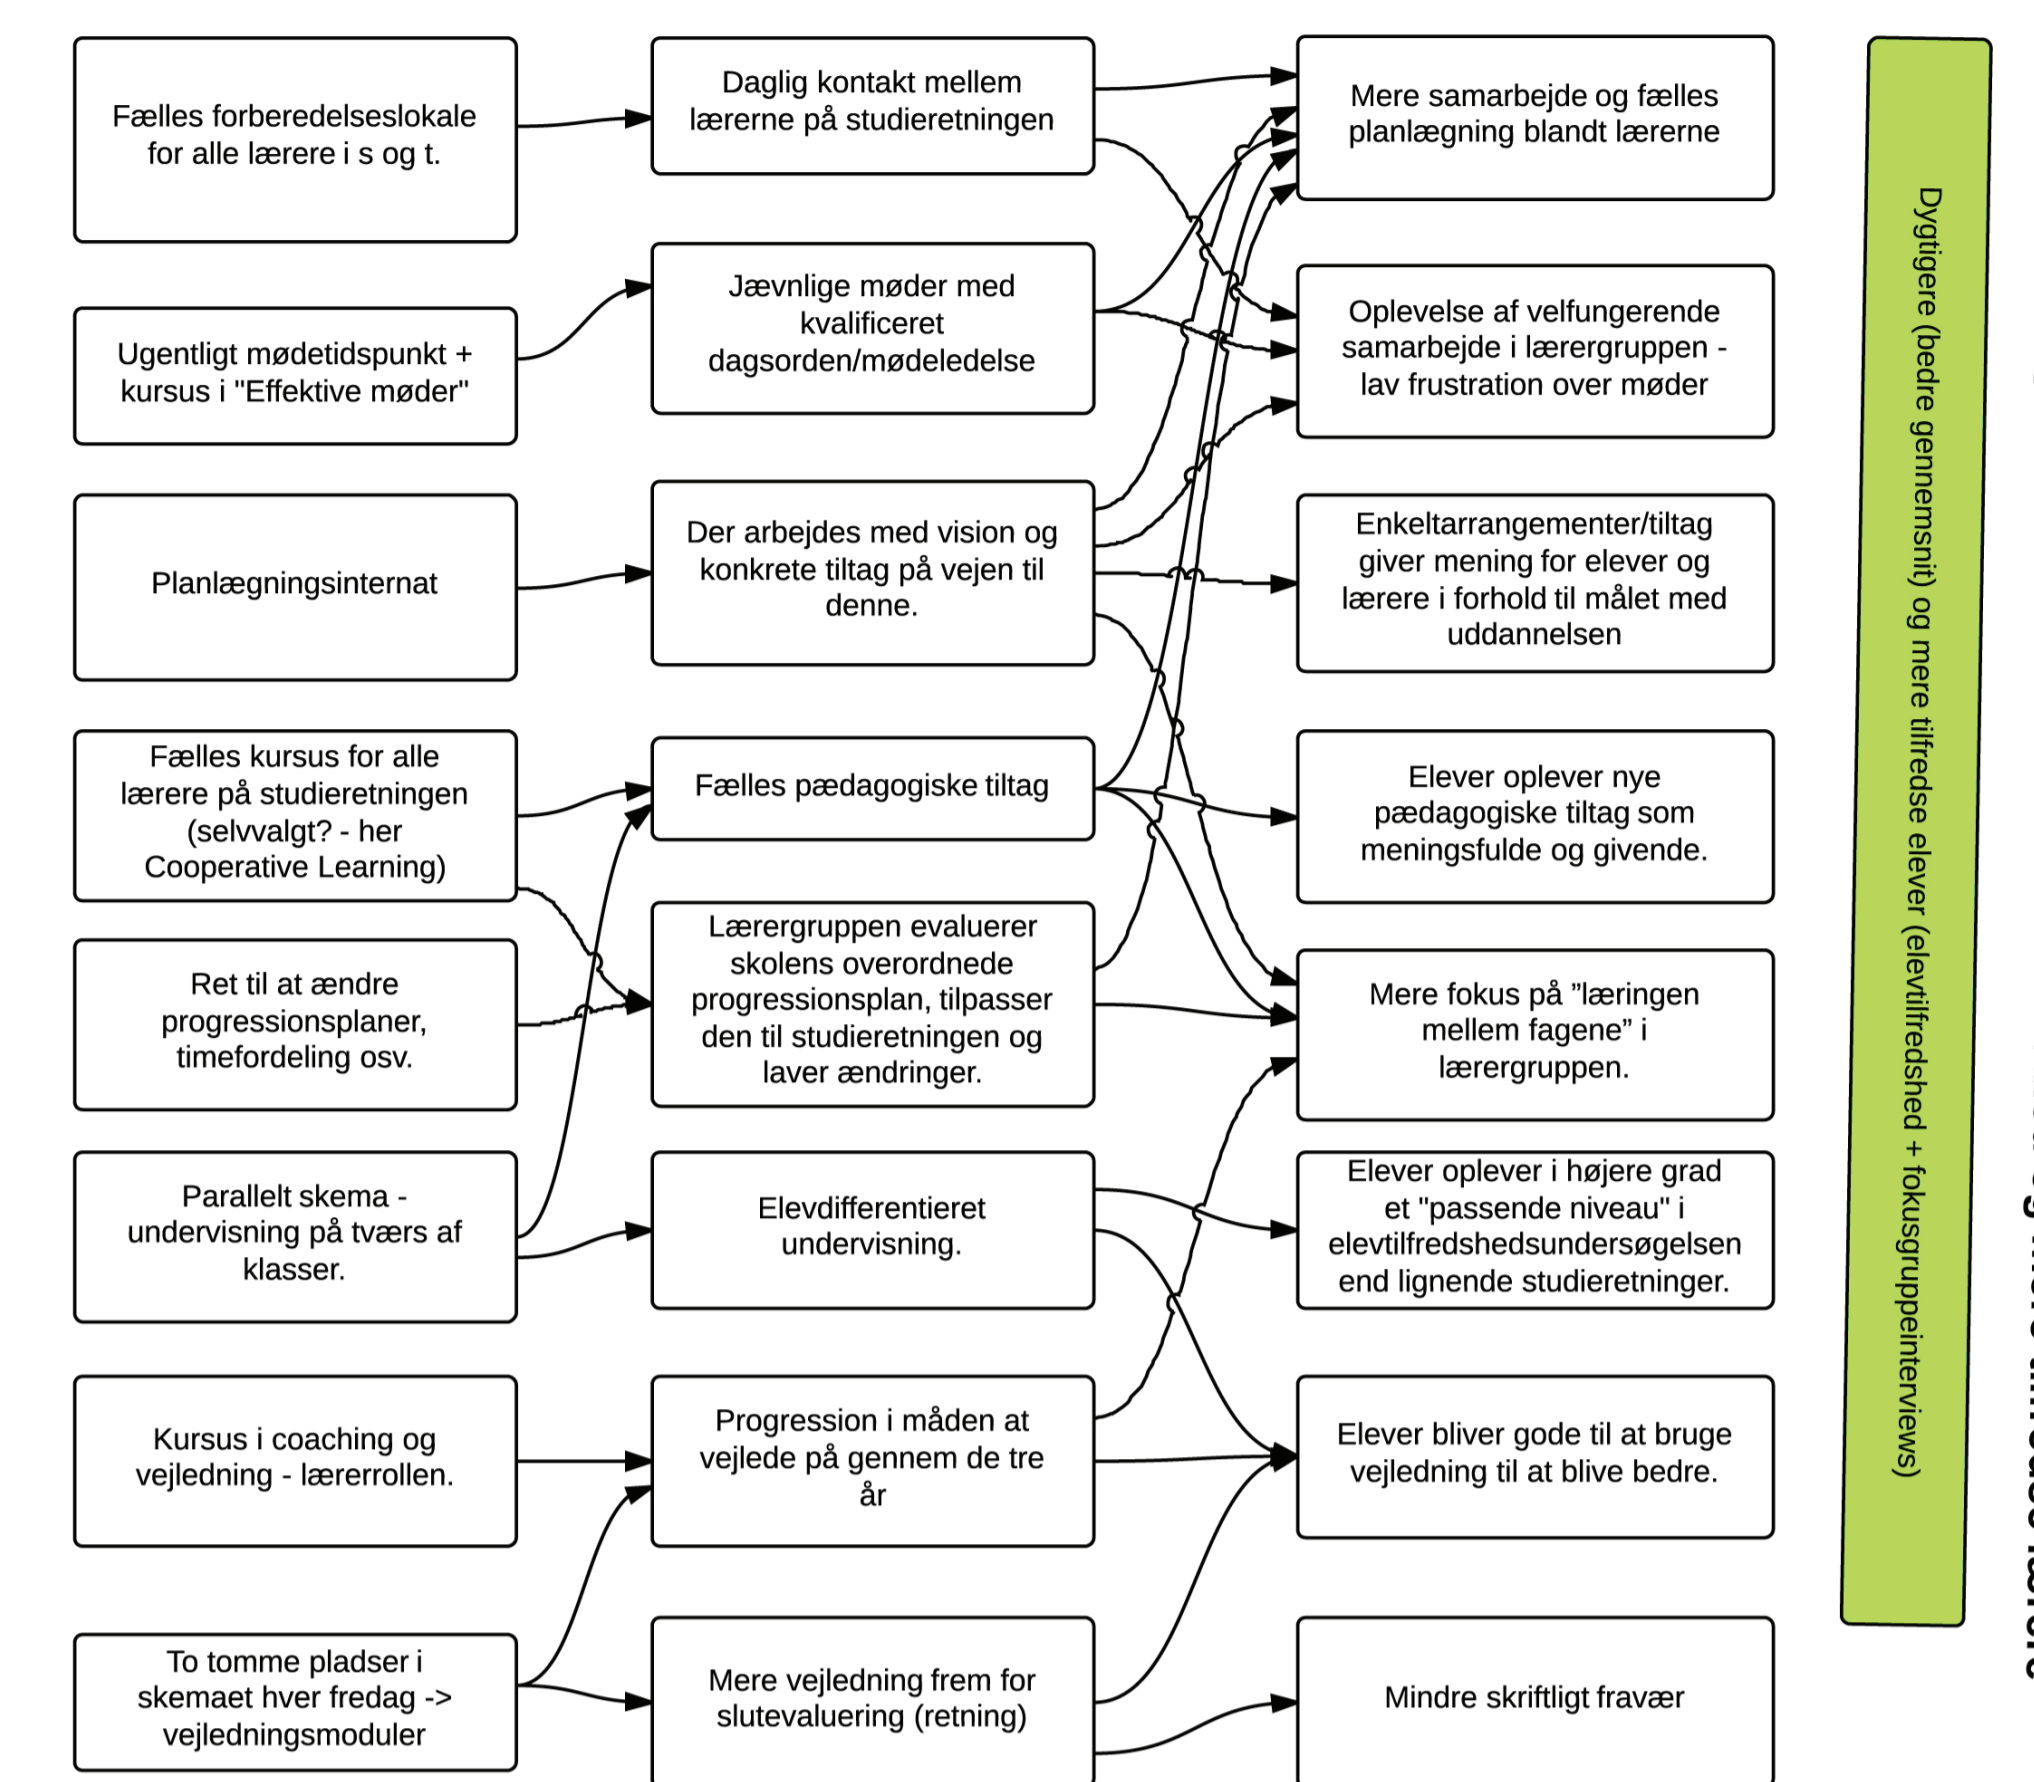 Fælles forberedelseslokale
for alle lærere i s og t.
Ugentligt mødetidspunkt +
kursus i "Effektive møder"
Planlægningsinternat
Fælles kursus for alle
lærere på studieretningen
(selvvalgt? - her
Cooperative Learning)
Ret til at ændre
progressionsplaner,
timefordeling osv.
Parallelt skema -
undervisning på tværs af
klasser.
Kursus i coaching og
vejledning - lærerrollen.
To tomme pladser i
skemaet hver fredag ->
vejledningsmoduler
Daglig kontakt mellem
lærerne på studieretningen
Jævnlige møder med
kvalificeret
dagsorden/mødeledelse
Der arbejdes med vision og
konkrete tiltag på vejen til
denne.
Fælles pædagogiske tiltag
Lærergruppen evaluerer
skolens overordnede
progressionsplan, tilpasser
den til studieretningen og
laver ændringer.
Elevdifferentieret
undervisning.
Progression i måden at
vejlede på gennem de tre
år
Mere vejledning frem for
slutevaluering (retning)
Mere samarbejde og fælles
planlægning blandt lærerne
Oplevelse af velfungerende
samarbejde i lærergruppen -
lav frustration over møder
Enkeltarrangementer/tiltag
giver mening for elever og
lærere i forhold til målet med
uddannelsen
Elever oplever nye
pædagogiske tiltag som
meningsfulde og givende.
Mere fokus på ”læringen
mellem fagene” i
lærergruppen.
Elever oplever i højere grad
et "passende niveau" i
elevtilfredshedsundersøgelsen
end lignende studieretninger.
Elever bliver gode til at bruge
vejledning til at blive bedre.
Mindre skriftligt fravær
Dygtigere (bedre gennemsnit) og mere tilfredse elever (elevtilfredshed + fokusgruppeinterviews)